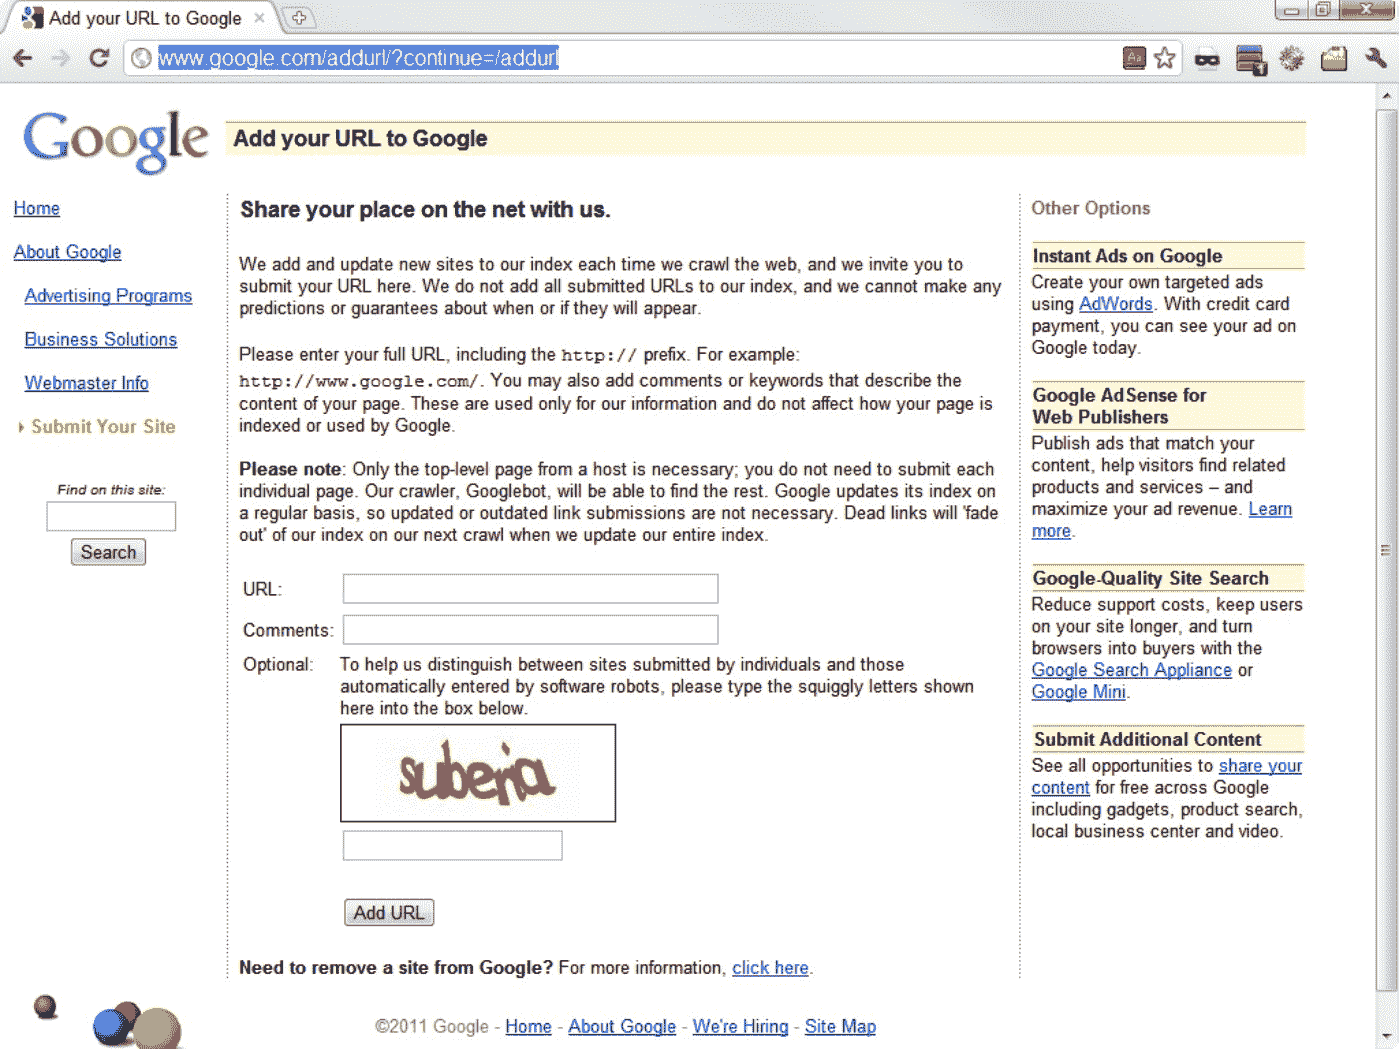 Add your URL to Google
www.google.com/addurl/?continue=/addurl
Google
Add your URL to Google
Home
About Google
Advertising Programs
Business Solutions
Webmaster Info
Submit Your Site
Find on this site:
Search
Share your place on the net with us.
We add and update new sites to our index each time we crawl the web, and we invite you to
submit your URL here. We do not add all submitted URLs to our index, and we cannot make any
predictions or guarantees about when or if they will appear.
Please enter your full URL, including the http:// prefix. For example:
http://www.google.com/. You may also add comments or keywords that describe the
content of your page. These are used only for our information and do not affect how your page is
indexed or used by Google.
Please note: Only the top-level page from a host is necessary; you do not need to submit each
individual page. Our crawler, Googlebot, will be able to find the rest. Google updates its index on
a regular basis, so updated or outdated link submissions are not necessary. Dead links will 'fade
out' of our index on our next crawl when we update our entire index.
URL:
Comments:
Optional: To help us distinguish between sites submitted by individuals and those
automatically entered by software robots, please type the squiggly letters shown
here into the box below.
suberia
Add URL
Need to remove a site from Google? For more information, click here.
Other Options
Instant Ads on Google
Create your own targeted ads
using AdWords. With credit card
payment, you can see your ad on
Google today.
Google AdSense for
Web Publishers
Publish ads that match your
content, help visitors find related
products and services – and
maximize your ad revenue. Learn
more.
Google-Quality Site Search
Reduce support costs, keep users
on your site longer, and turn
browsers into buyers with the
Google Search Appliance or
Google Mini.
Submit Additional Content
See all opportunities to share your
content for free across Google
including gadgets, product search,
local business center and video.
©2011 Google - Home - About Google - We're Hiring - Site Map